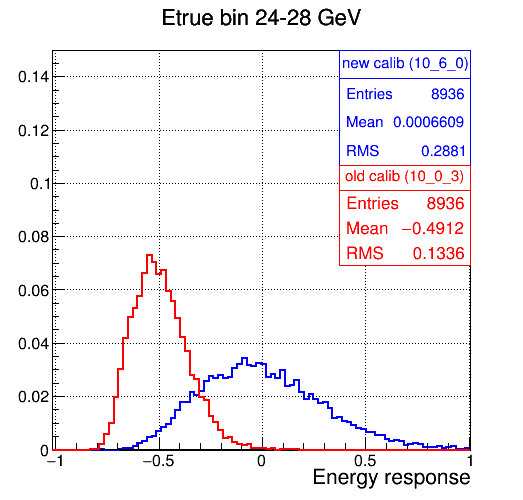 Etrue bin 24-28 GeV
new calib (10_6_0)
Entries 8936
Mean 0.0006609
RMS 0.2881
old calib (10_0_3)
Entries 8936
Mean −0.4912
RMS 0.1336
0.14
0.12
0.1
0.08
0.06
0.04
0.02
0
−1 −0.5 0 0.5 1
Energy response